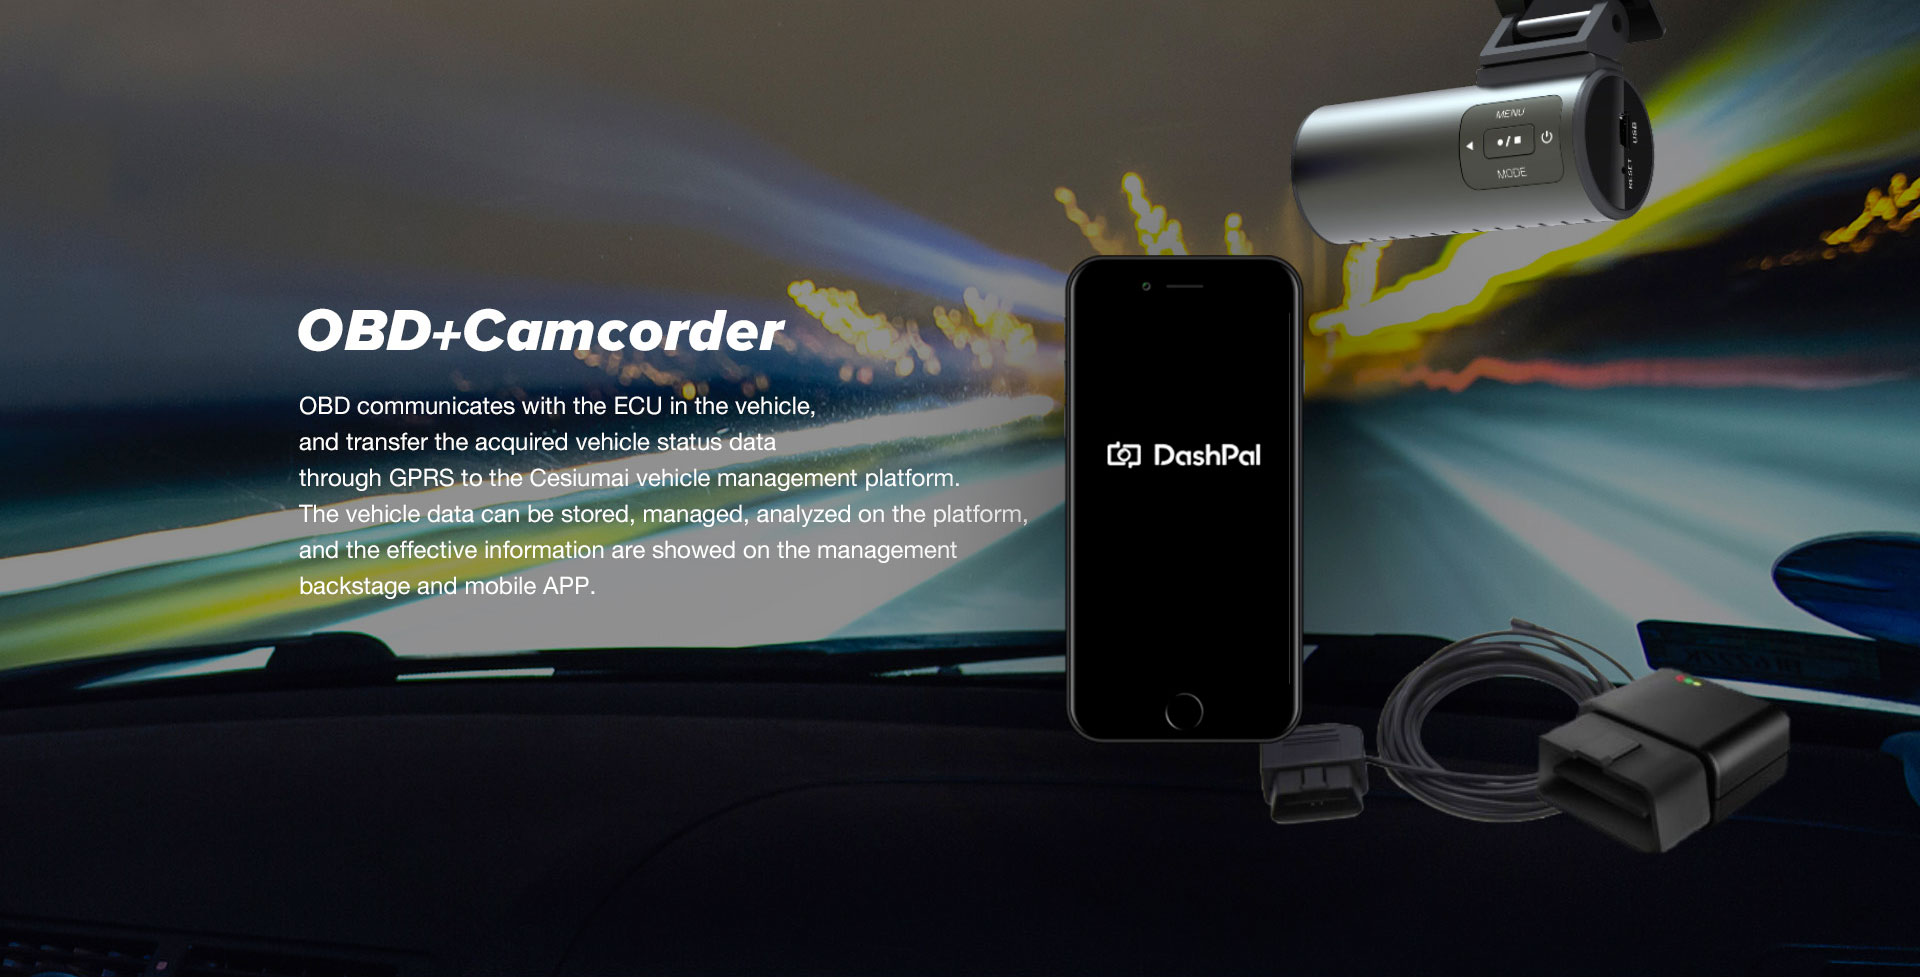 MENU
MODE
USB
RESET
OBD+Camcorder
OBD communicates with the ECU in the vehicle,
and transfer the acquired vehicle status data
through GPRS to the Cesiumai vehicle management platform.
The vehicle data can be stored, managed, analyzed on the platform,
and the effective information are showed on the management
backstage and mobile APP.
DashPal